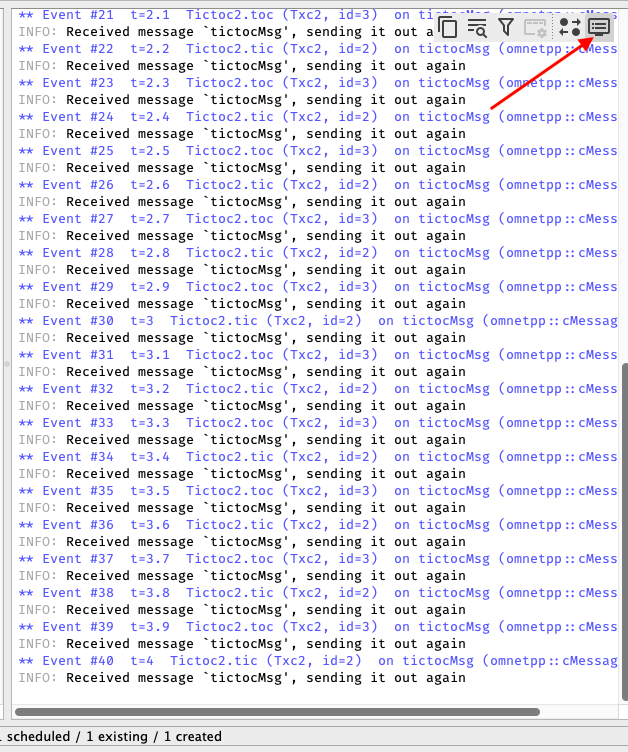 ** Event #21  t=2.1  Tictoc2.toc (Txc2, id=3)  on tictocMsg (omnetpp::cMess
INFO: Received message `tictocMsg', sending it out a
** Event #22  t=2.2  Tictoc2.tic (Txc2, id=2)  on tictocMsg (omnetpp::cMess
INFO: Received message `tictocMsg', sending it out again
** Event #23  t=2.3  Tictoc2.toc (Txc2, id=3)  on tictocMsg (omnetpp::cMess
INFO: Received message `tictocMsg', sending it out again
** Event #24  t=2.4  Tictoc2.tic (Txc2, id=2)  on tictocMsg (omnetpp::cMess
INFO: Received message `tictocMsg', sending it out again
** Event #25  t=2.5  Tictoc2.toc (Txc2, id=3)  on tictocMsg (omnetpp::cMess
INFO: Received message `tictocMsg', sending it out again
** Event #26  t=2.6  Tictoc2.tic (Txc2, id=2)  on tictocMsg (omnetpp::cMess
INFO: Received message `tictocMsg', sending it out again
** Event #27  t=2.7  Tictoc2.toc (Txc2, id=3)  on tictocMsg (omnetpp::cMess
INFO: Received message `tictocMsg', sending it out again
** Event #28  t=2.8  Tictoc2.tic (Txc2, id=2)  on tictocMsg (omnetpp::cMess
INFO: Received message `tictocMsg', sending it out again
** Event #29  t=2.9  Tictoc2.toc (Txc2, id=3)  on tictocMsg (omnetpp::cMess
INFO: Received message `tictocMsg', sending it out again
** Event #30  t=3  Tictoc2.tic (Txc2, id=2)  on tictocMsg (omnetpp::cMessag
INFO: Received message `tictocMsg', sending it out again
** Event #31  t=3.1  Tictoc2.toc (Txc2, id=3)  on tictocMsg (omnetpp::cMess
INFO: Received message `tictocMsg', sending it out again
** Event #32  t=3.2  Tictoc2.tic (Txc2, id=2)  on tictocMsg (omnetpp::cMess
INFO: Received message `tictocMsg', sending it out again
** Event #33  t=3.3  Tictoc2.toc (Txc2, id=3)  on tictocMsg (omnetpp::cMess
INFO: Received message `tictocMsg', sending it out again
** Event #34  t=3.4  Tictoc2.tic (Txc2, id=2)  on tictocMsg (omnetpp::cMess
INFO: Received message `tictocMsg', sending it out again
** Event #35  t=3.5  Tictoc2.toc (Txc2, id=3)  on tictocMsg (omnetpp::cMess
INFO: Received message `tictocMsg', sending it out again
** Event #36  t=3.6  Tictoc2.tic (Txc2, id=2)  on tictocMsg (omnetpp::cMess
INFO: Received message `tictocMsg', sending it out again
** Event #37  t=3.7  Tictoc2.toc (Txc2, id=3)  on tictocMsg (omnetpp::cMess
INFO: Received message `tictocMsg', sending it out again
** Event #38  t=3.8  Tictoc2.tic (Txc2, id=2)  on tictocMsg (omnetpp::cMess
INFO: Received message `tictocMsg', sending it out again
** Event #39  t=3.9  Tictoc2.toc (Txc2, id=3)  on tictocMsg (omnetpp::cMess
INFO: Received message `tictocMsg', sending it out again
** Event #40  t=4  Tictoc2.tic (Txc2, id=2)  on tictocMsg (omnetpp::cMessag
INFO: Received message `tictocMsg', sending it out again
scheduled / 1 existing / 1 created